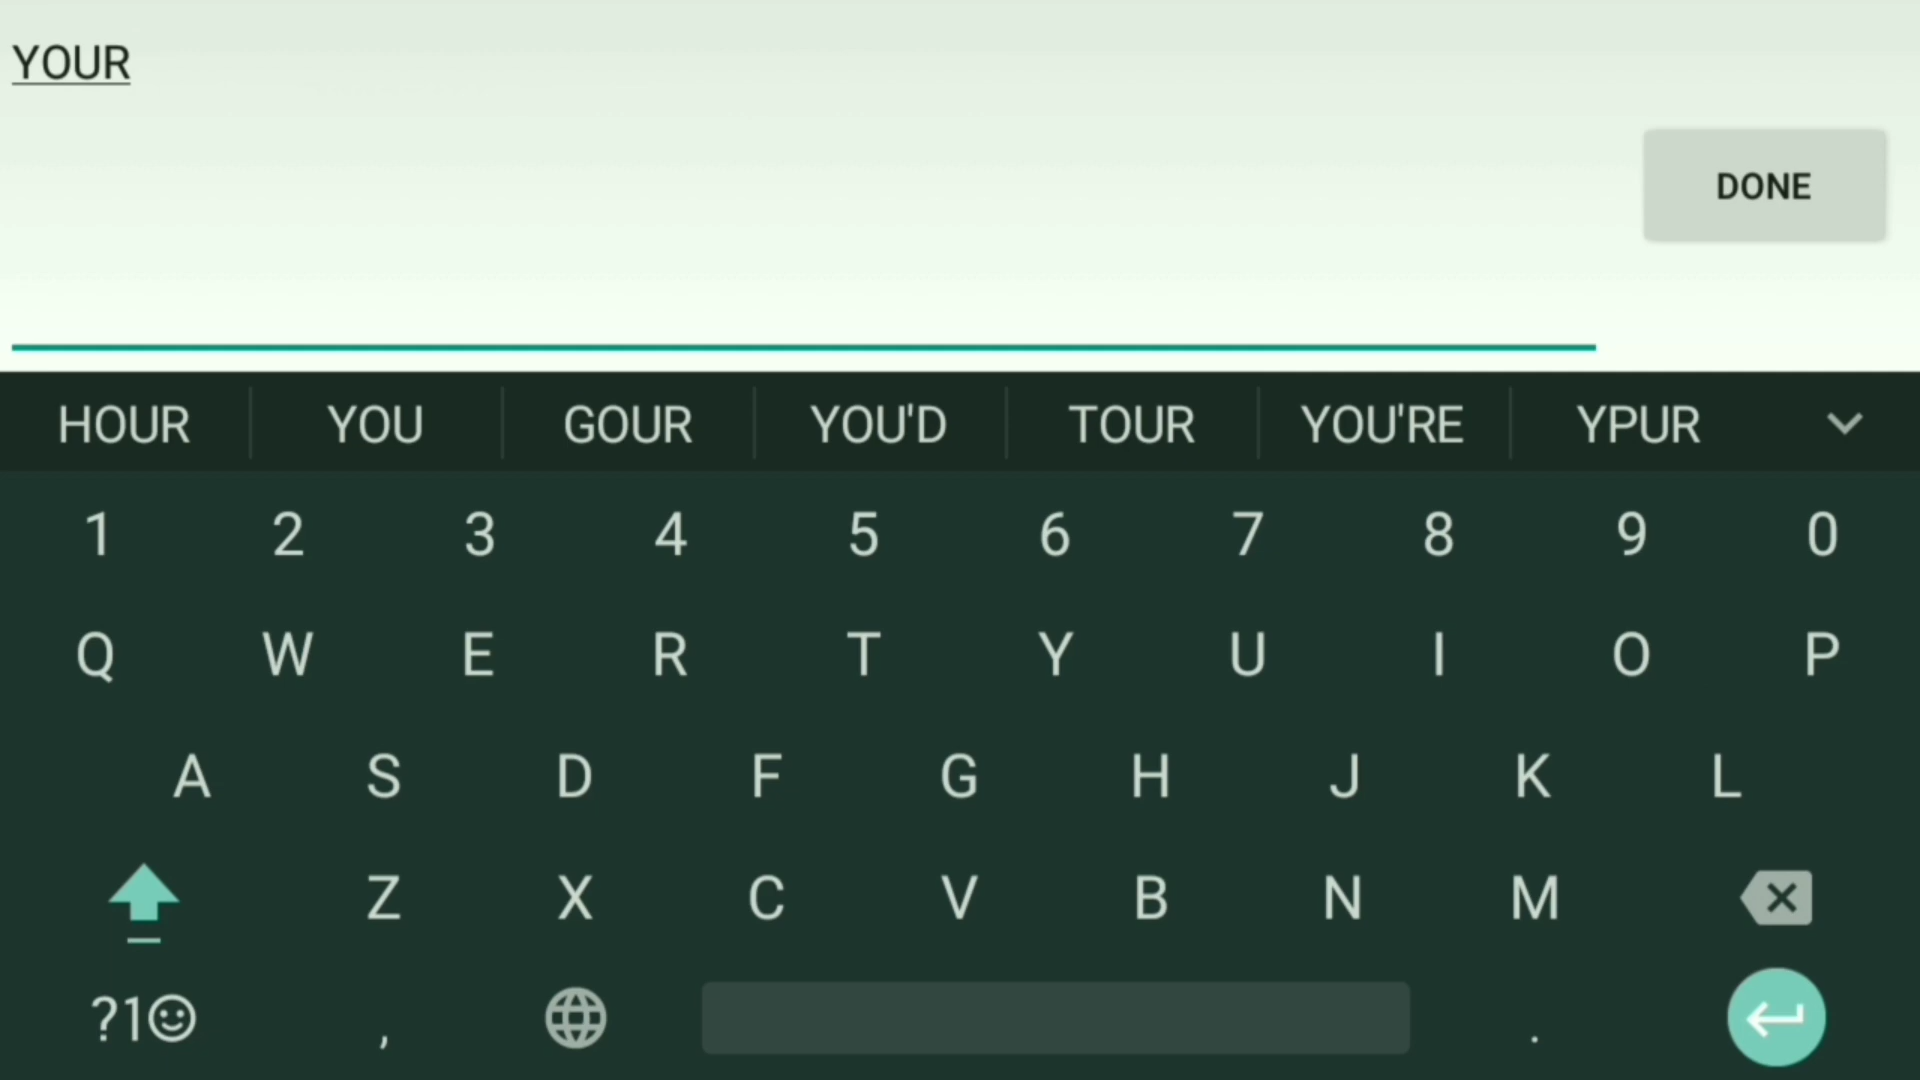 YOUR
DONE
HOUR YOU GOUR YOU'D TOUR YOU'RE YPUR
1 2 3 4 5 6 7 8 9 0
Q W E R T Y U I O P
A S D F G H J K L
Z X C V B N M
?1☺ , .